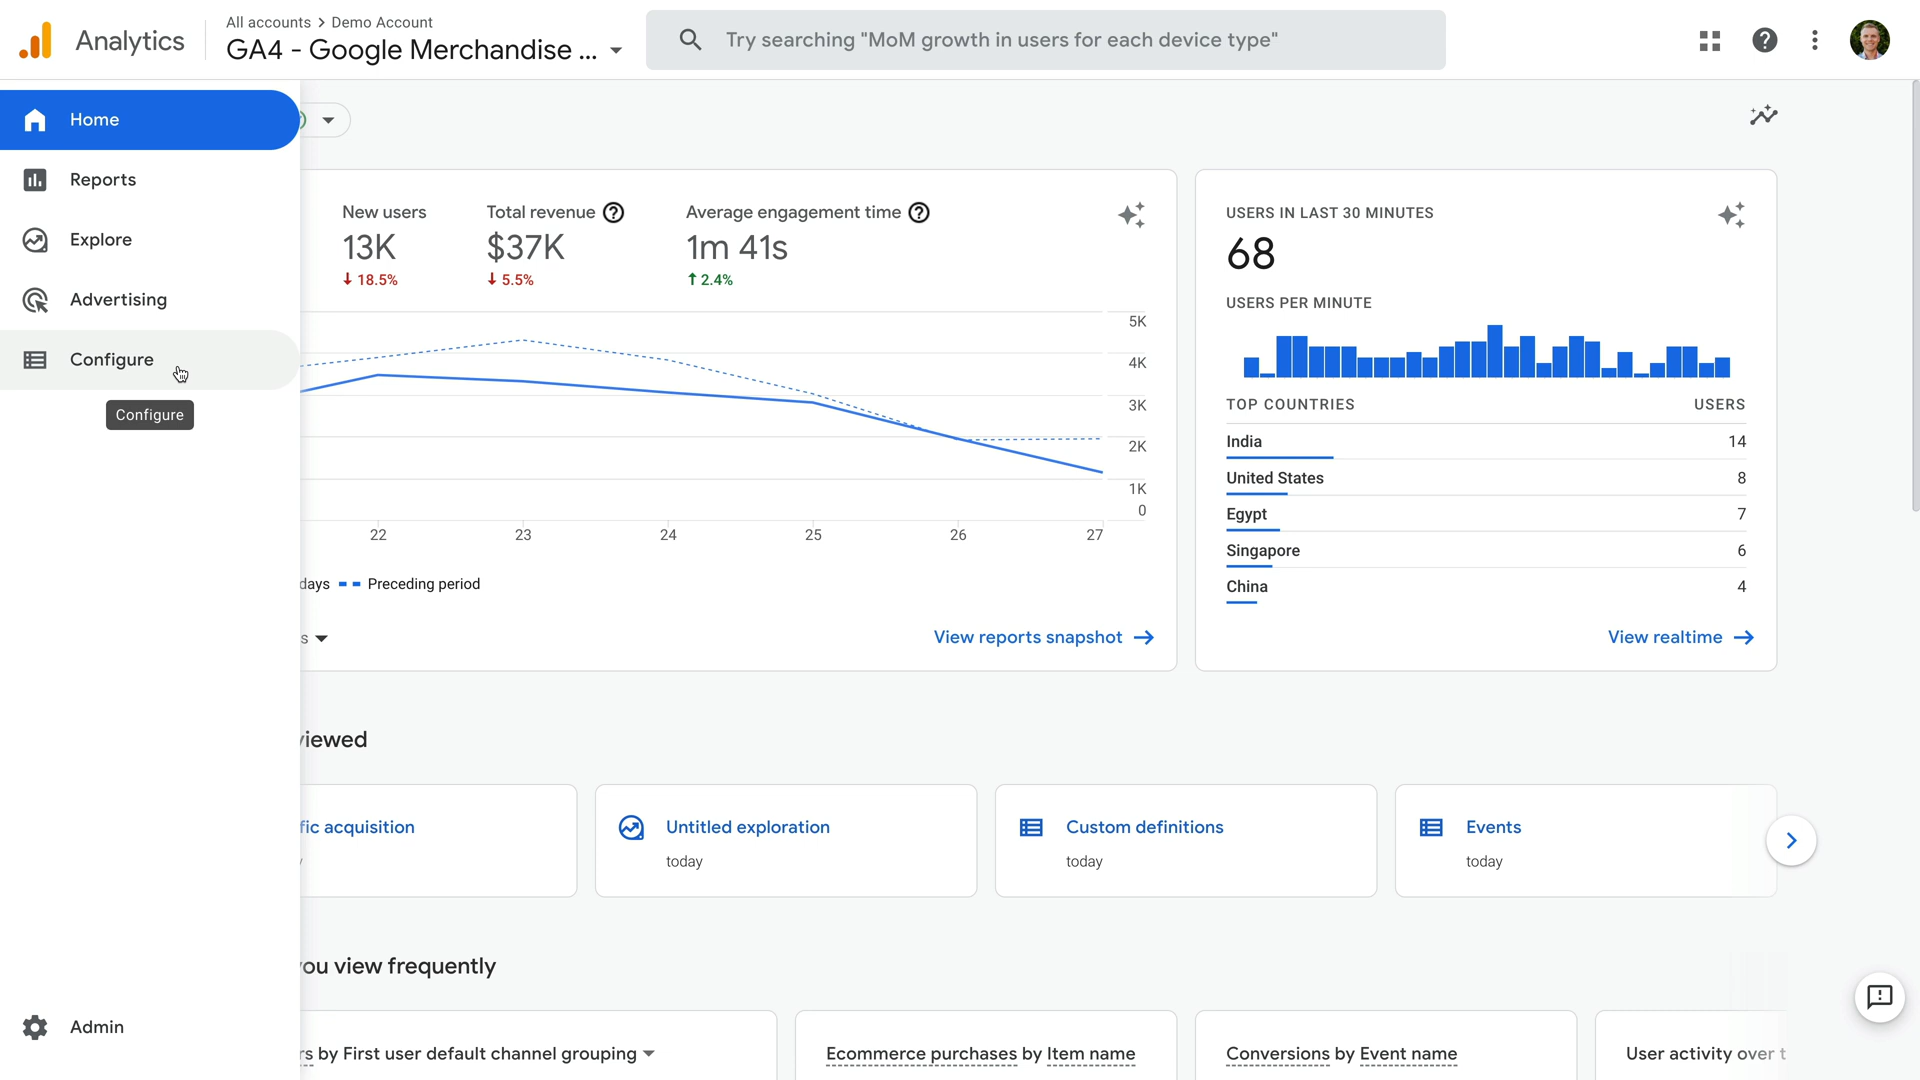 Analytics
All accounts > Demo Account
GA4 - Google Merchandise ...
Try searching "MoM growth in users for each device type"
Home
Reports
Explore
Advertising
Configure
Configure
Admin
New users
13K
18.5%
Total revenue
$37K
5.5%
Average engagement time
1m 41s
2.4%
5K
4K
3K
2K
1K
0
22 23 24 25 26 27
days Preceding period
s
View reports snapshot
USERS IN LAST 30 MINUTES
68
USERS PER MINUTE
TOP COUNTRIES USERS
India 14
United States 8
Egypt 7
Singapore 6
China 4
View realtime
iewed
fic acquisition
Untitled exploration
today
Custom definitions
today
Events
today
ou view frequently
rs by First user default channel grouping
Ecommerce purchases by Item name
Conversions by Event name
User activity over t